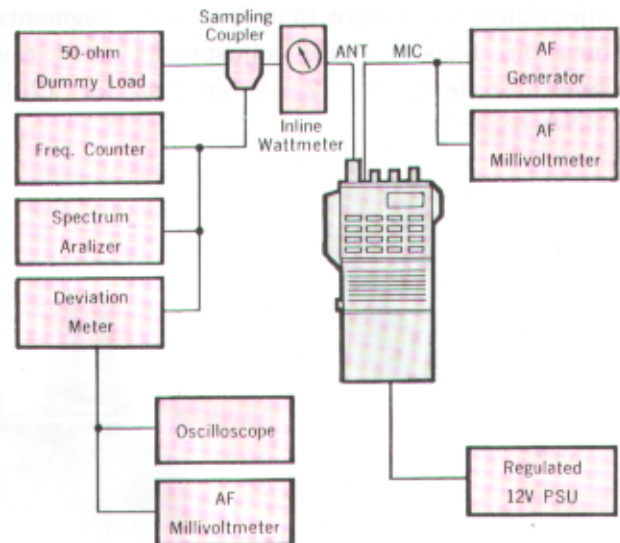 Sampling
Coupler
50-ohm
Dummy Load
ANT
MIC
AF
Generator
Inline
Wattmeter
Freq. Counter
AF
Millivoltmeter
Spectrum
Aralizer
Deviation
Meter
Oscilloscope
AF
Millivoltmeter
Regulated
12V PSU